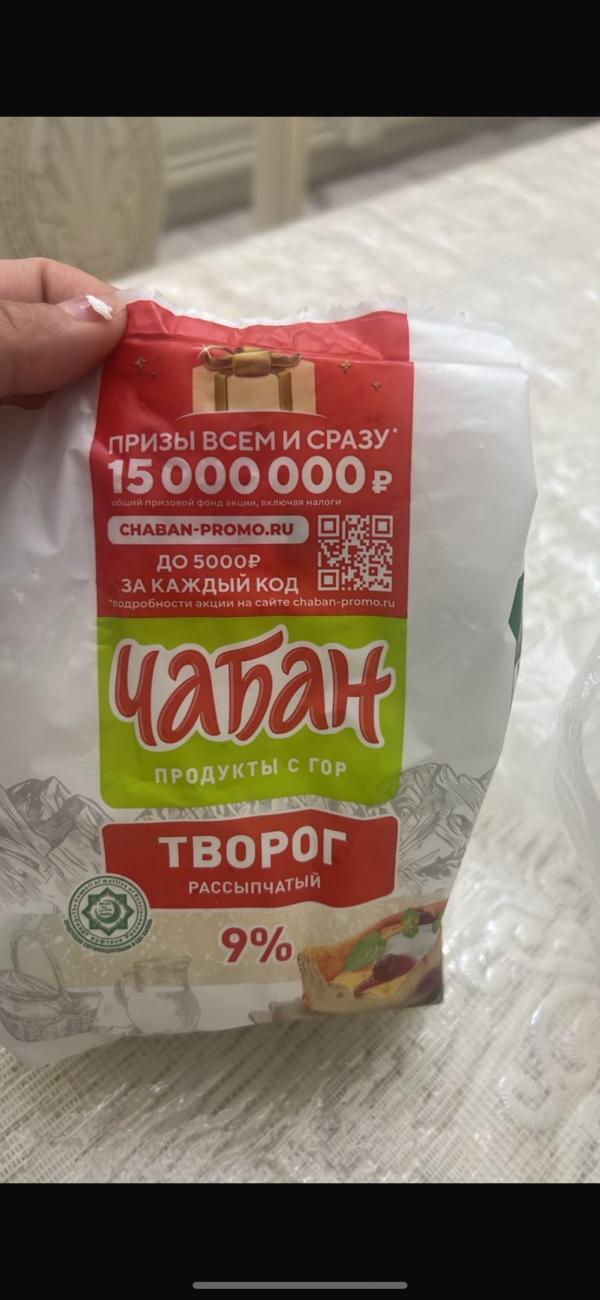 ПРИЗЫ ВСЕМ И СРАЗУ*
15 000 000 ₽
общий призовой фонд акции, включая налоги
CHABAN-PROMO.RU
ДО 5000₽
ЗА КАЖДЫЙ КОД
*подробности акции на сайте chaban-promo.ru
чабан
ПРОДУКТЫ С ГОР
ТВОРОГ
РАССЫПЧАТЫЙ
9%